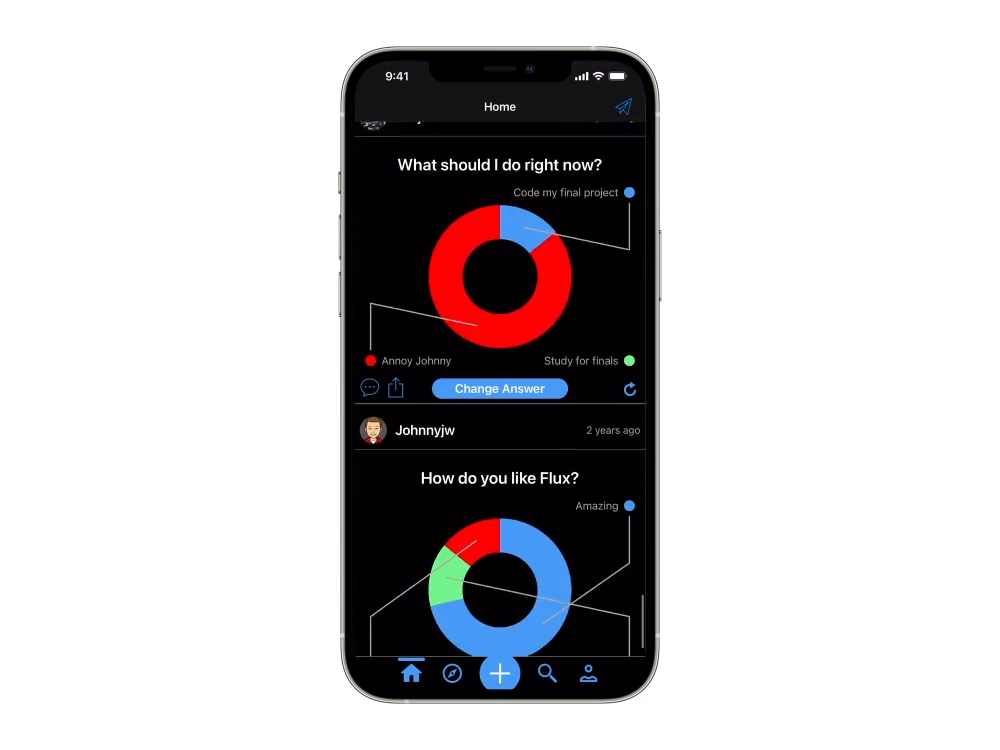 9:41
Home
What should I do right now?
Code my final project
Annoy Johnny
Study for finals
Change Answer
Johnnyjw
2 years ago
How do you like Flux?
Amazing